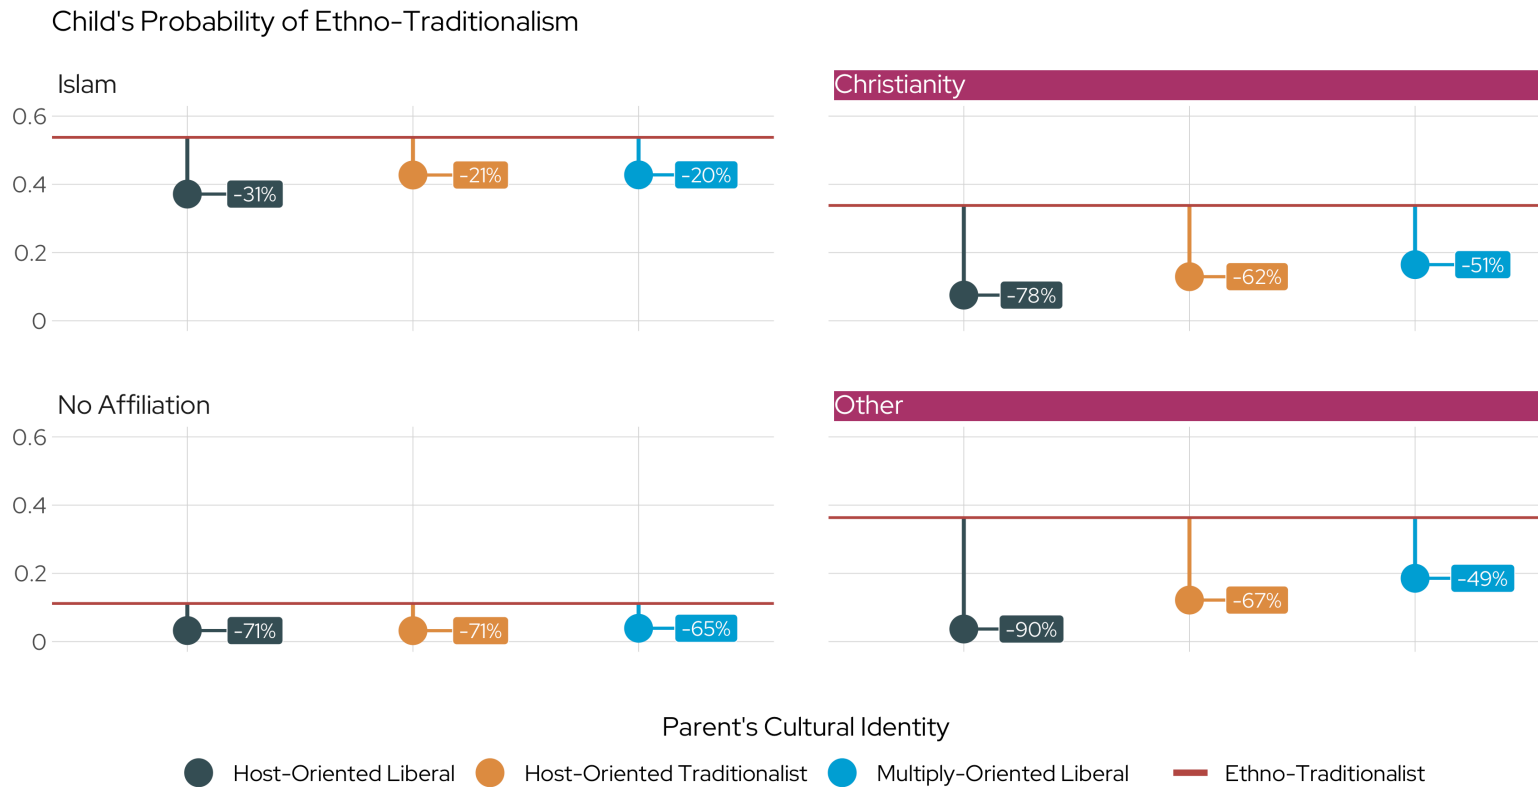 Child's Probability of Ethno-Traditionalism
Islam
Christianity
0.6
0.4
0.2
0
-31%
-21%
-20%
-78%
-62%
-51%
No Affiliation
Other
0.6
0.4
0.2
0
-71%
-71%
-65%
-90%
-67%
-49%
Parent's Cultural Identity
Host-Oriented Liberal
Host-Oriented Traditionalist
Multiply-Oriented Liberal
Ethno-Traditionalist